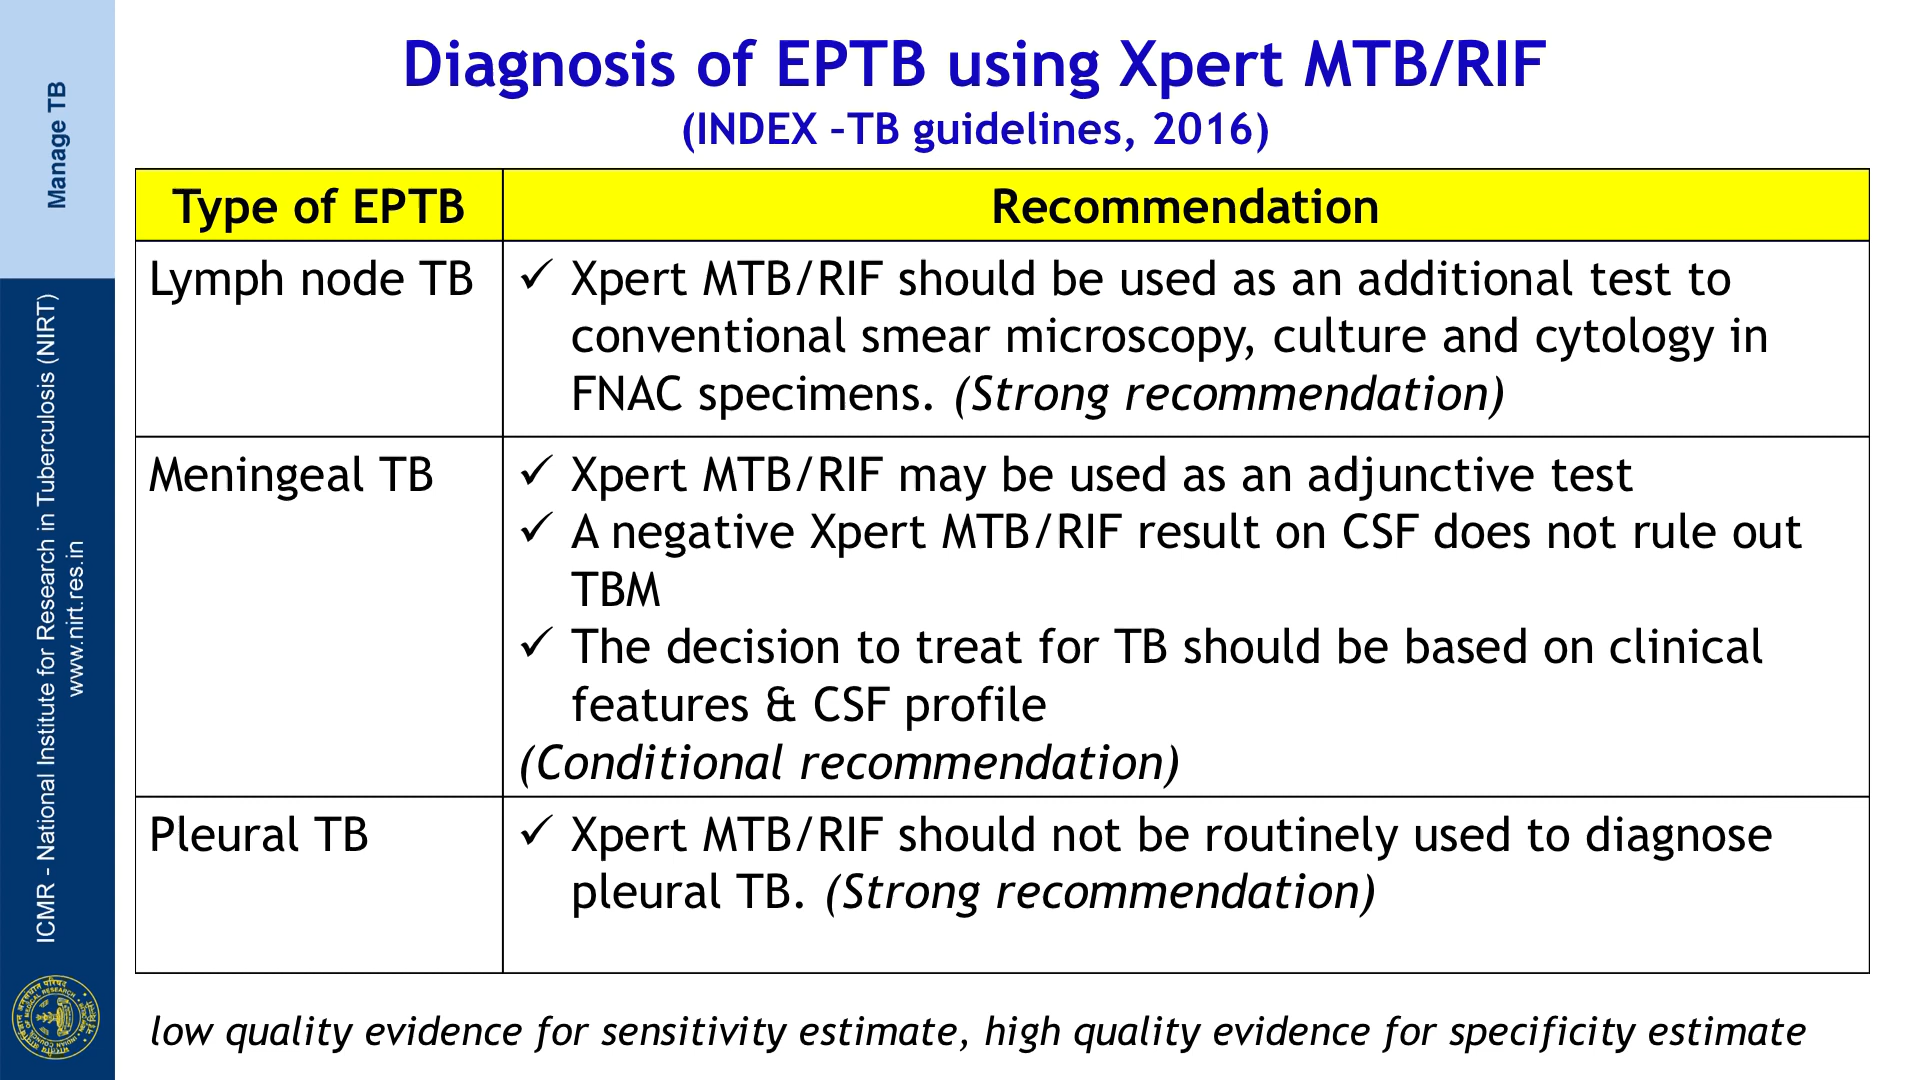 Manage TB
ICMR - National Institute for Research in Tuberculosis (NIRT)
www.nirt.res.in
Diagnosis of EPTB using Xpert MTB/RIF
(INDEX –TB guidelines, 2016)
Type of EPTB
Recommendation
Lymph node TB
✓ Xpert MTB/RIF should be used as an additional test to
conventional smear microscopy, culture and cytology in
FNAC specimens. (Strong recommendation)
Meningeal TB
✓ Xpert MTB/RIF may be used as an adjunctive test
✓ A negative Xpert MTB/RIF result on CSF does not rule out
TBM
✓ The decision to treat for TB should be based on clinical
features & CSF profile
(Conditional recommendation)
Pleural TB
✓ Xpert MTB/RIF should not be routinely used to diagnose
pleural TB. (Strong recommendation)
low quality evidence for sensitivity estimate, high quality evidence for specificity estimate